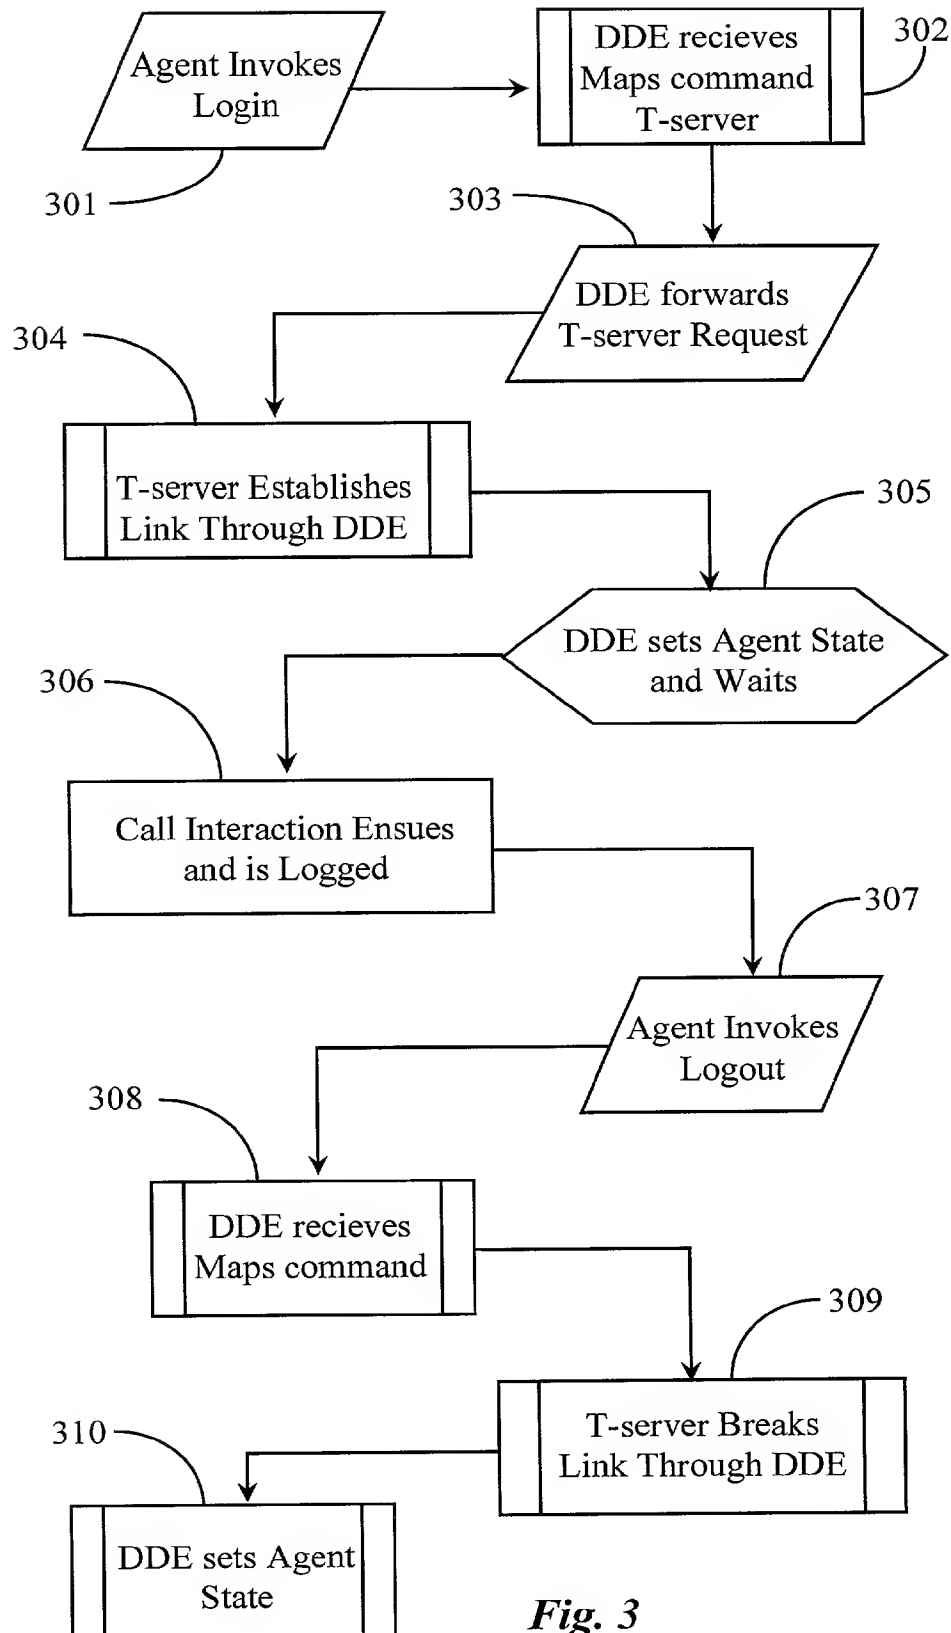 Agent Invokes
Login
301
DDE recieves
Maps command
T-server
302
303
DDE forwards
T-server Request
304
T-server Establishes
Link Through DDE
305
DDE sets Agent State
and Waits
306
Call Interaction Ensues
and is Logged
307
Agent Invokes
Logout
308
DDE recieves
Maps command
309
T-server Breaks
Link Through DDE
310
DDE sets Agent
State
Fig. 3